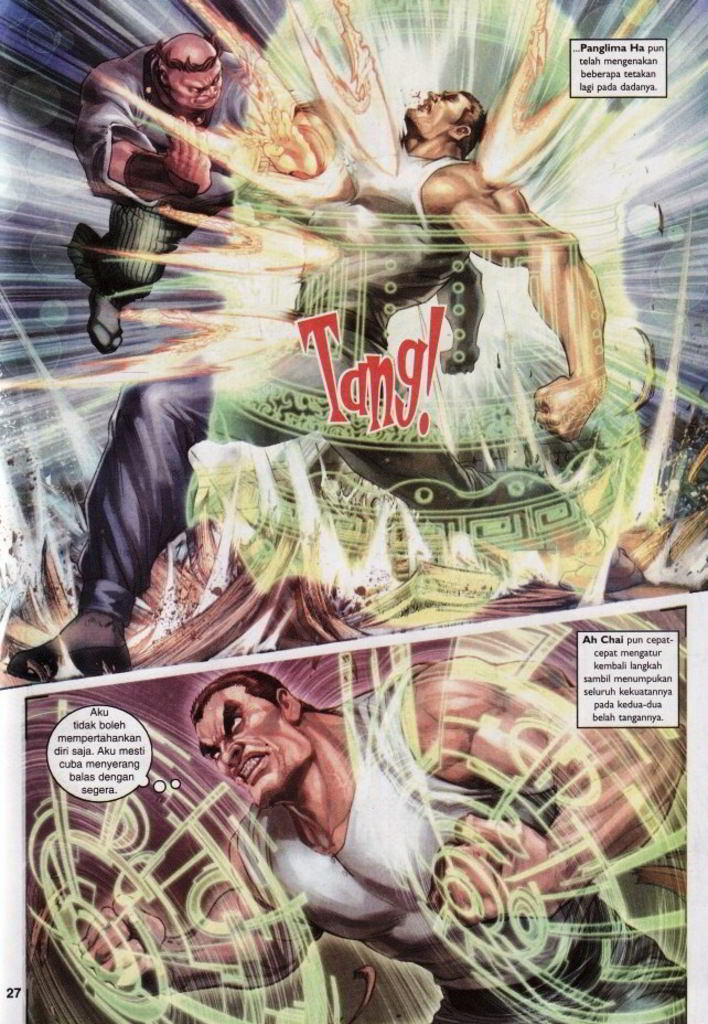 ...Panglima Ha pun
telah mengenakan
beberapa tetakan
lagi pada dadanya.
Tang!
Ah Chai pun cepat-
cepat mengatur
kembali langkah
sambil menumpukan
seluruh kekuatannya
pada kedua-dua
belah tangannya.
Aku
tidak boleh
mempertahankan
diri saja. Aku mesti
cuba menyerang
balas dengan
segera.
27